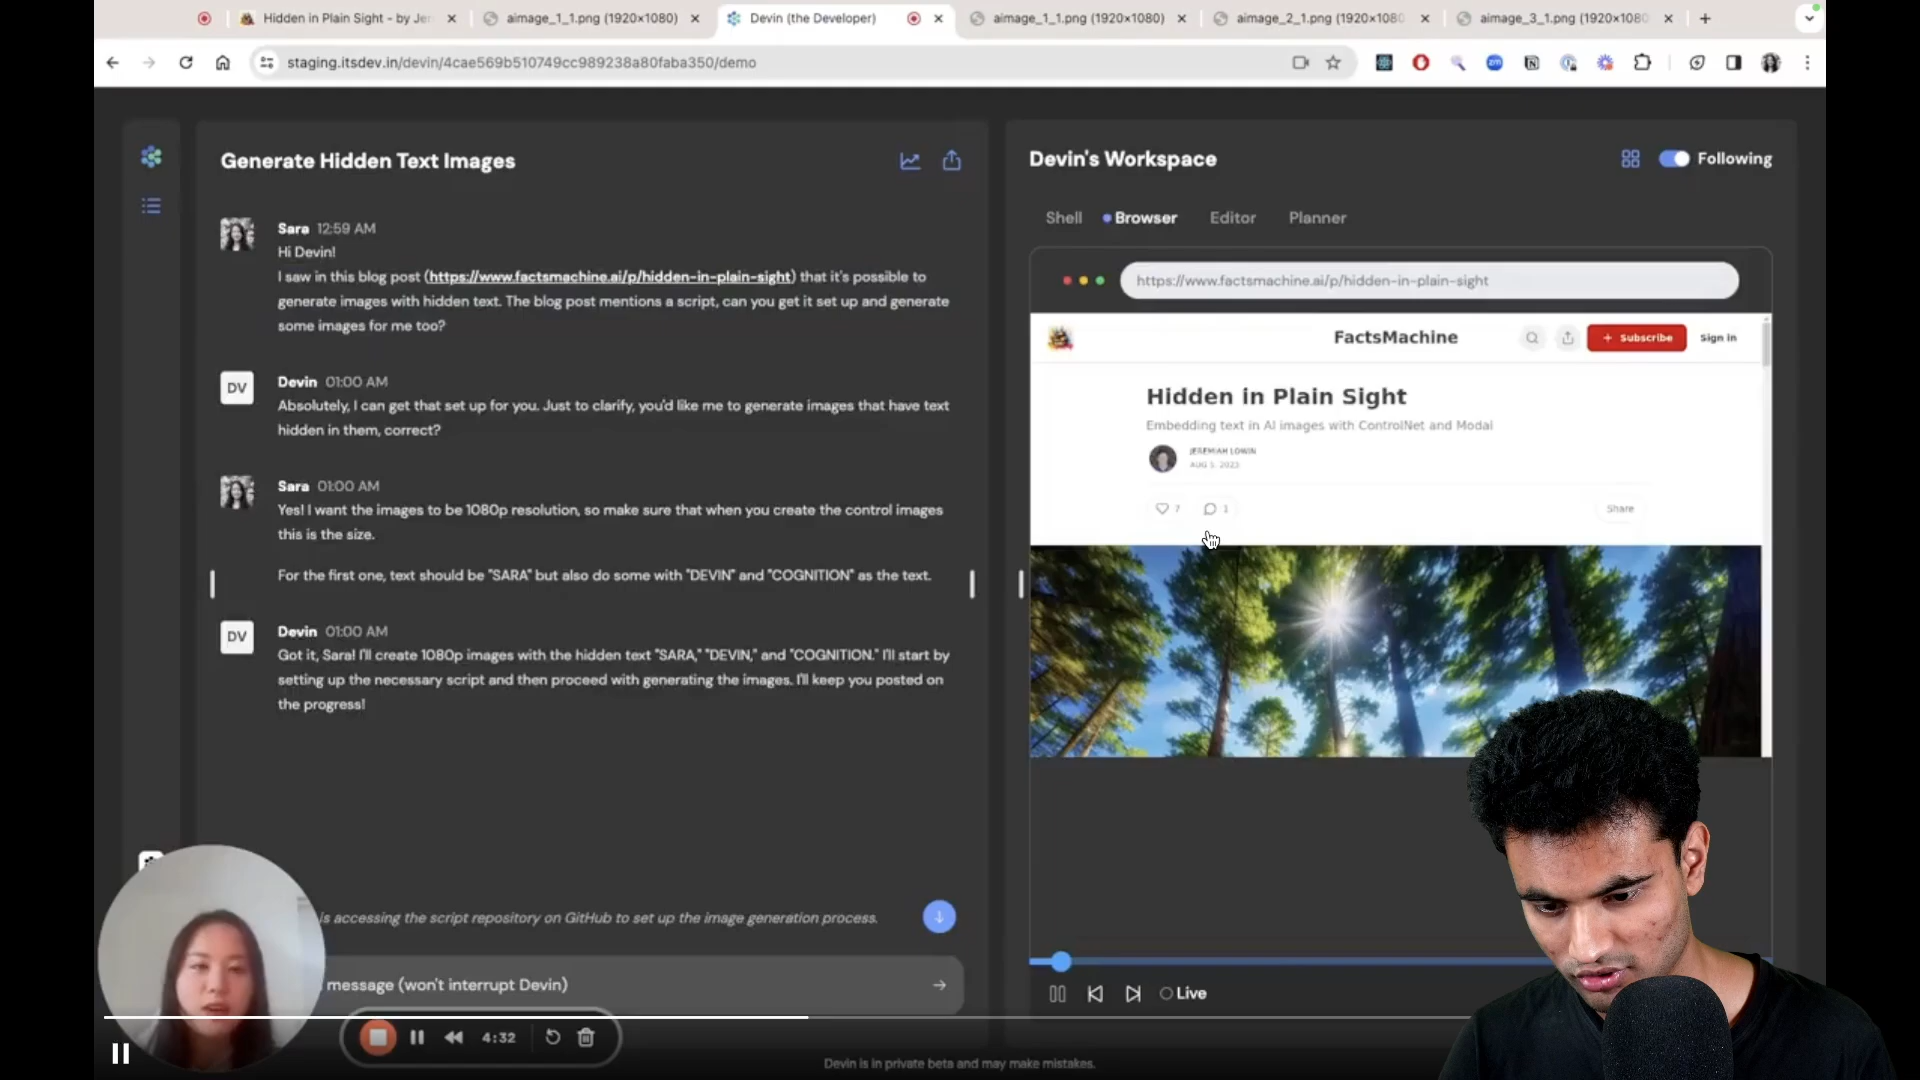 Hidden in Plain Sight - by Jer
aimage_1_1.png (1920×1080)
Devin (the Developer)
aimage_1_1.png (1920×1080)
aimage_2_1.png (1920×1080
aimage_3_1.png (1920×1080
staging.itsdev.in/devin/4cae569b510749cc989238a80faba350/demo
Generate Hidden Text Images
Sara 12:59 AM
Hi Devin!
I saw in this blog post (https://www.factsmachine.ai/p/hidden-in-plain-sight) that it's possible to
generate images with hidden text. The blog post mentions a script, can you get it set up and generate
some images for me too?
DV
Devin 01:00 AM
Absolutely, I can get that set up for you. Just to clarify, you'd like me to generate images that have text
hidden in them, correct?
Sara 01:00 AM
Yes! I want the images to be 1080p resolution, so make sure that when you create the control images
this is the size.
For the first one, text should be "SARA" but also do some with "DEVIN" and "COGNITION" as the text.
DV
Devin 01:00 AM
Got it, Sara! I'll create 1080p images with the hidden text "SARA," "DEVIN," and "COGNITION." I'll start by
setting up the necessary script and then proceed with generating the images. I'll keep you posted on
the progress!
is accessing the script repository on GitHub to set up the image generation process.
message (won't interrupt Devin)
4:32
Devin is in private beta and may make mistakes.
Devin's Workspace
Following
Shell
Browser
Editor
Planner
https://www.factsmachine.ai/p/hidden-in-plain-sight
FactsMachine
+ Subscribe
Sign in
Hidden in Plain Sight
Embedding text in AI images with ControlNet and Modal
JEREMIAH LOWIN
AUG 5, 2023
7
1
Share
Live